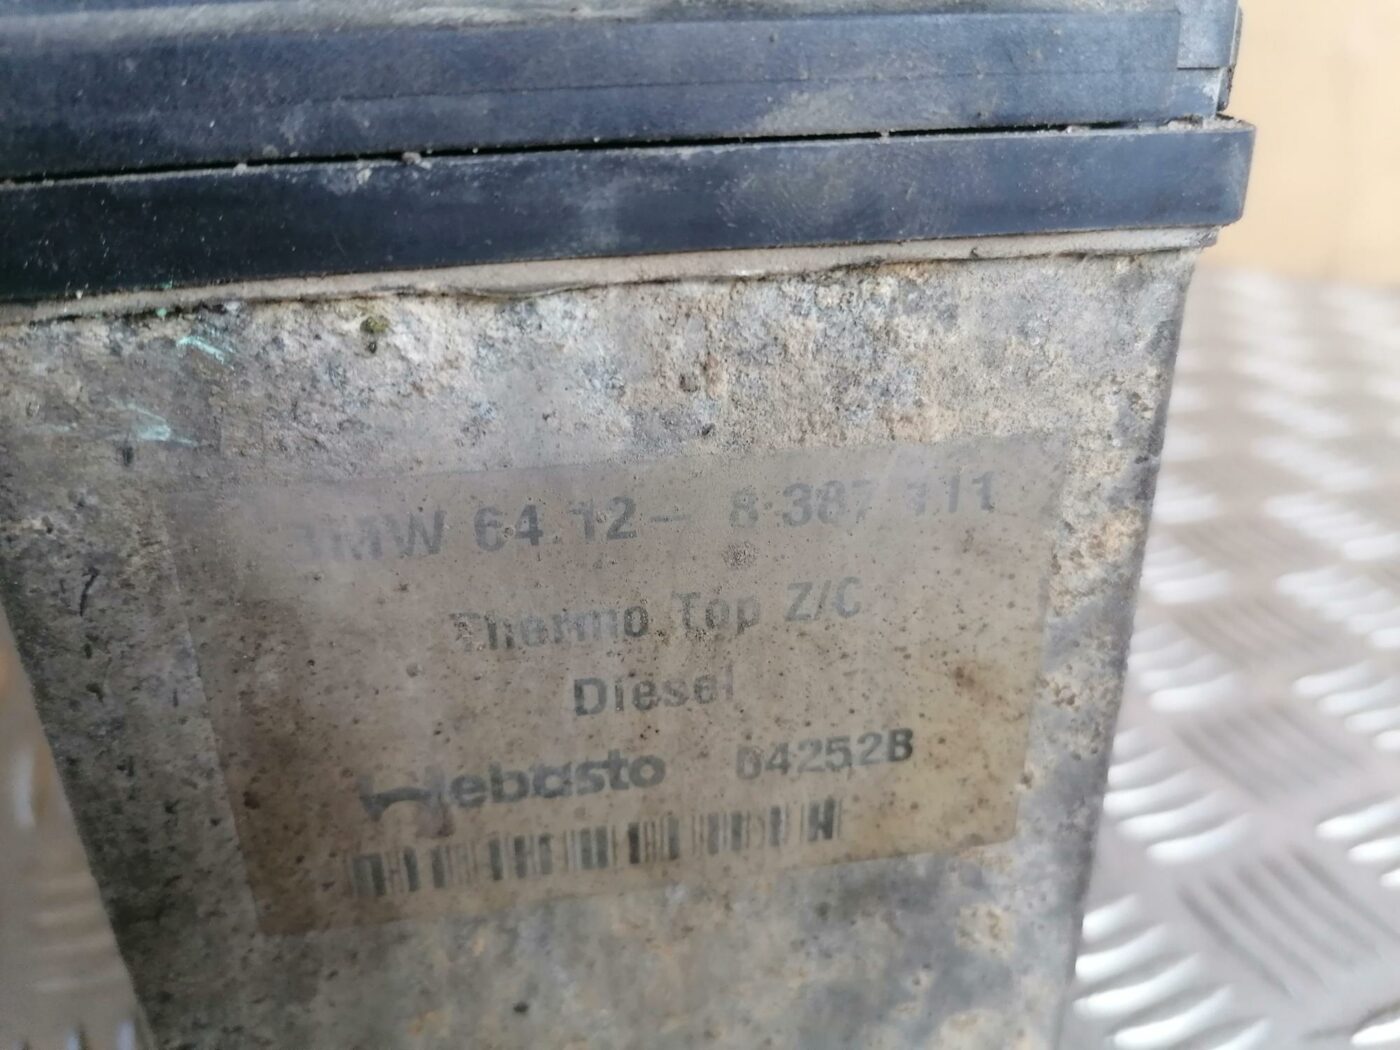 BMW 64.12 - 8 387 111
Thermo Top Z/C
Diesel
Webasto 04252B